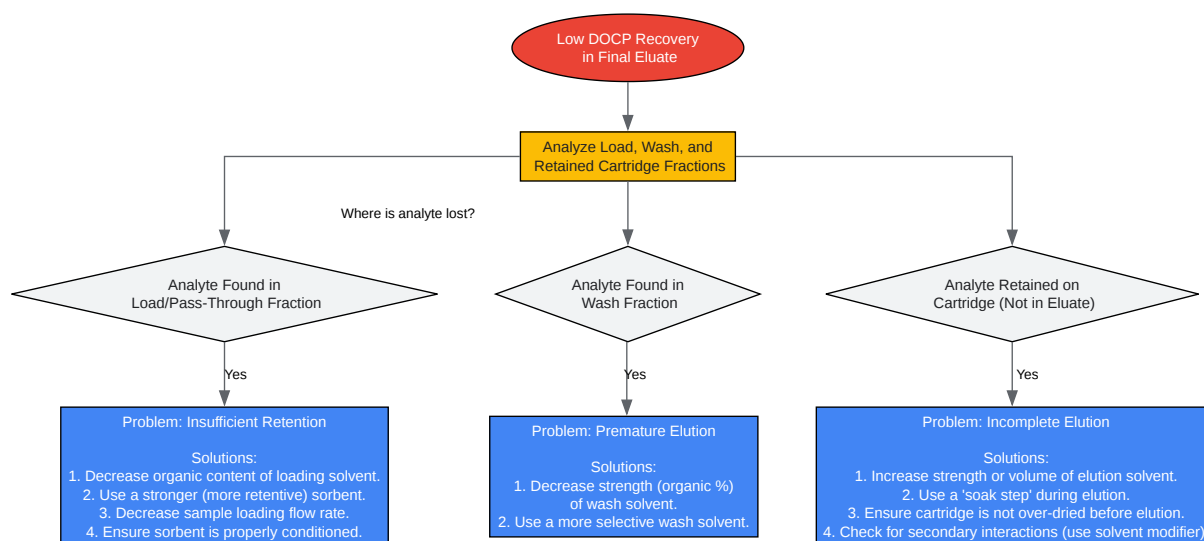 Low DOCP Recovery
in Final Eluate
Analyze Load, Wash, and
Retained Cartridge Fractions
Where is analyte lost?
Analyte Found in
Load/Pass-Through Fraction
Analyte Found in
Wash Fraction
Analyte Retained on
Cartridge (Not in Eluate)
Yes
Yes
Yes
Problem: Insufficient Retention
Solutions:
1. Decrease organic content of loading solvent.
2. Use a stronger (more retentive) sorbent.
3. Decrease sample loading flow rate.
4. Ensure sorbent is properly conditioned.
Problem: Premature Elution
Solutions:
1. Decrease strength (organic %)
of wash solvent.
2. Use a more selective wash solvent.
Problem: Incomplete Elution
Solutions:
1. Increase strength or volume of elution solvent.
2. Use a 'soak step' during elution.
3. Ensure cartridge is not over-dried before elution.
4. Check for secondary interactions (use solvent modifier)